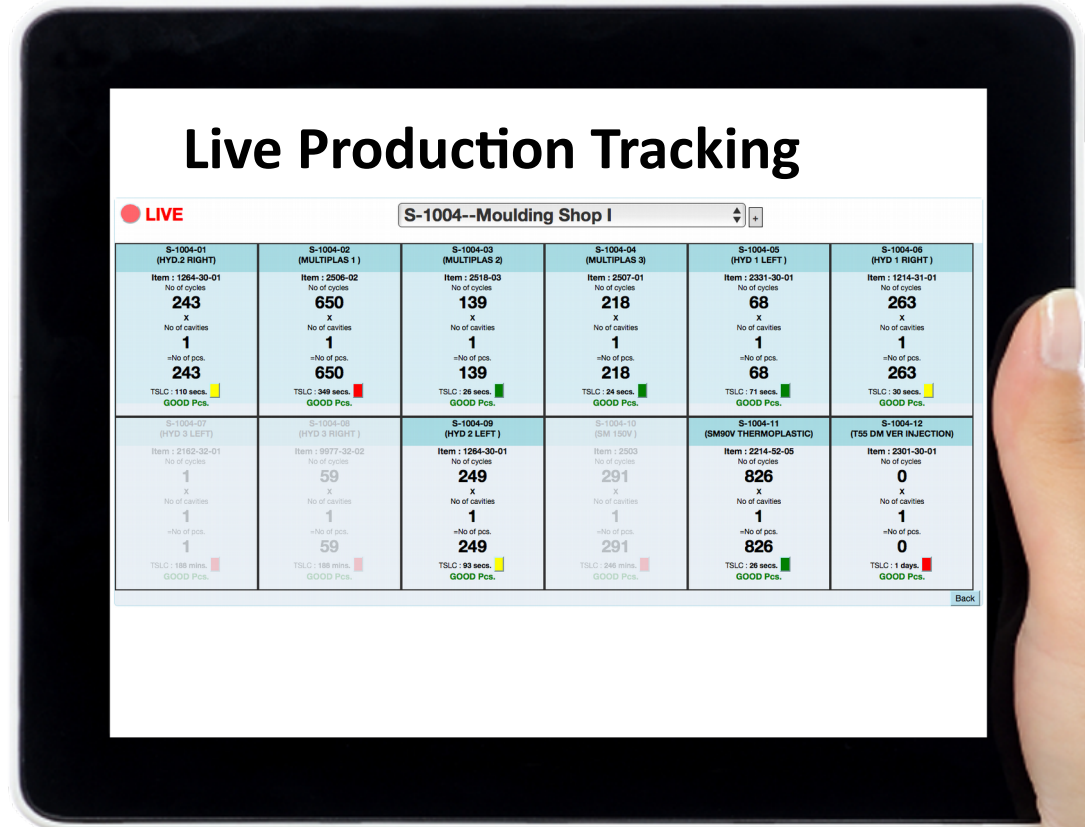 Live Production Tracking
LIVE
S-1004--Moulding Shop I
+
S-1004-01
(HYD.2 RIGHT)
Item : 1264-30-01
No of cycles
243
x
No of cavities
1
=No of pcs.
243
TSLC : 110 secs.
GOOD Pcs.
S-1004-02
(MULTIPLAS 1 )
Item : 2506-02
No of cycles
650
x
No of cavities
1
=No of pcs.
650
TSLC : 349 secs.
GOOD Pcs.
S-1004-03
(MULTIPLAS 2)
Item : 2518-03
No of cycles
139
x
No of cavities
1
=No of pcs.
139
TSLC : 26 secs.
GOOD Pcs.
S-1004-04
(MULTIPLAS 3)
Item : 2507-01
No of cycles
218
x
No of cavities
1
=No of pcs.
218
TSLC : 24 secs.
GOOD Pcs.
S-1004-05
(HYD 1 LEFT )
Item : 2331-30-01
No of cycles
68
x
No of cavities
1
=No of pcs.
68
TSLC : 71 secs.
GOOD Pcs.
S-1004-06
(HYD 1 RIGHT )
Item : 1214-31-01
No of cycles
263
x
No of cavities
1
=No of pcs.
263
TSLC : 30 secs.
GOOD Pcs.
S-1004-07
(HYD 3 LEFT)
Item : 2162-32-01
No of cycles
1
x
No of cavities
1
=No of pcs.
1
TSLC : 186 mins.
GOOD Pcs.
S-1004-08
(HYD 3 RIGHT )
Item : 9977-32-02
No of cycles
59
x
No of cavities
1
=No of pcs.
59
TSLC : 186 mins.
GOOD Pcs.
S-1004-09
(HYD 2 LEFT )
Item : 1264-30-01
No of cycles
249
x
No of cavities
1
=No of pcs.
249
TSLC : 93 secs.
GOOD Pcs.
S-1004-10
(SM 150V )
Item : 2503
No of cycles
291
x
No of cavities
1
=No of pcs.
291
TSLC : 246 mins.
GOOD Pcs.
S-1004-11
(SM90V THERMOPLASTIC)
Item : 2214-52-05
No of cycles
826
x
No of cavities
1
=No of pcs.
826
TSLC : 26 secs.
GOOD Pcs.
S-1004-12
(T55 DM VER INJECTION)
Item : 2301-30-01
No of cycles
0
x
No of cavities
1
=No of pcs.
0
TSLC : 1 days.
GOOD Pcs.
Back